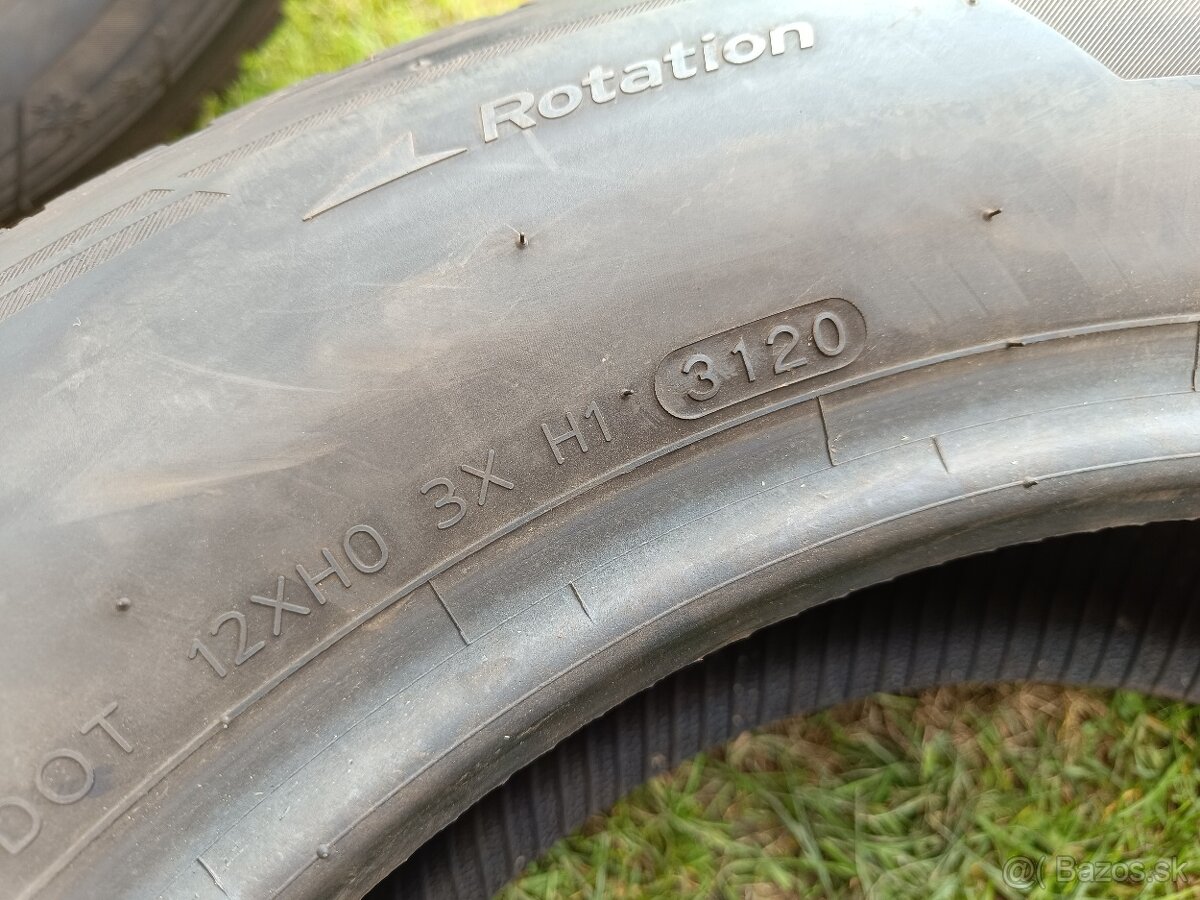 Rotation
DOT 12XH0 3X H1 3120
@( Bazos.sk